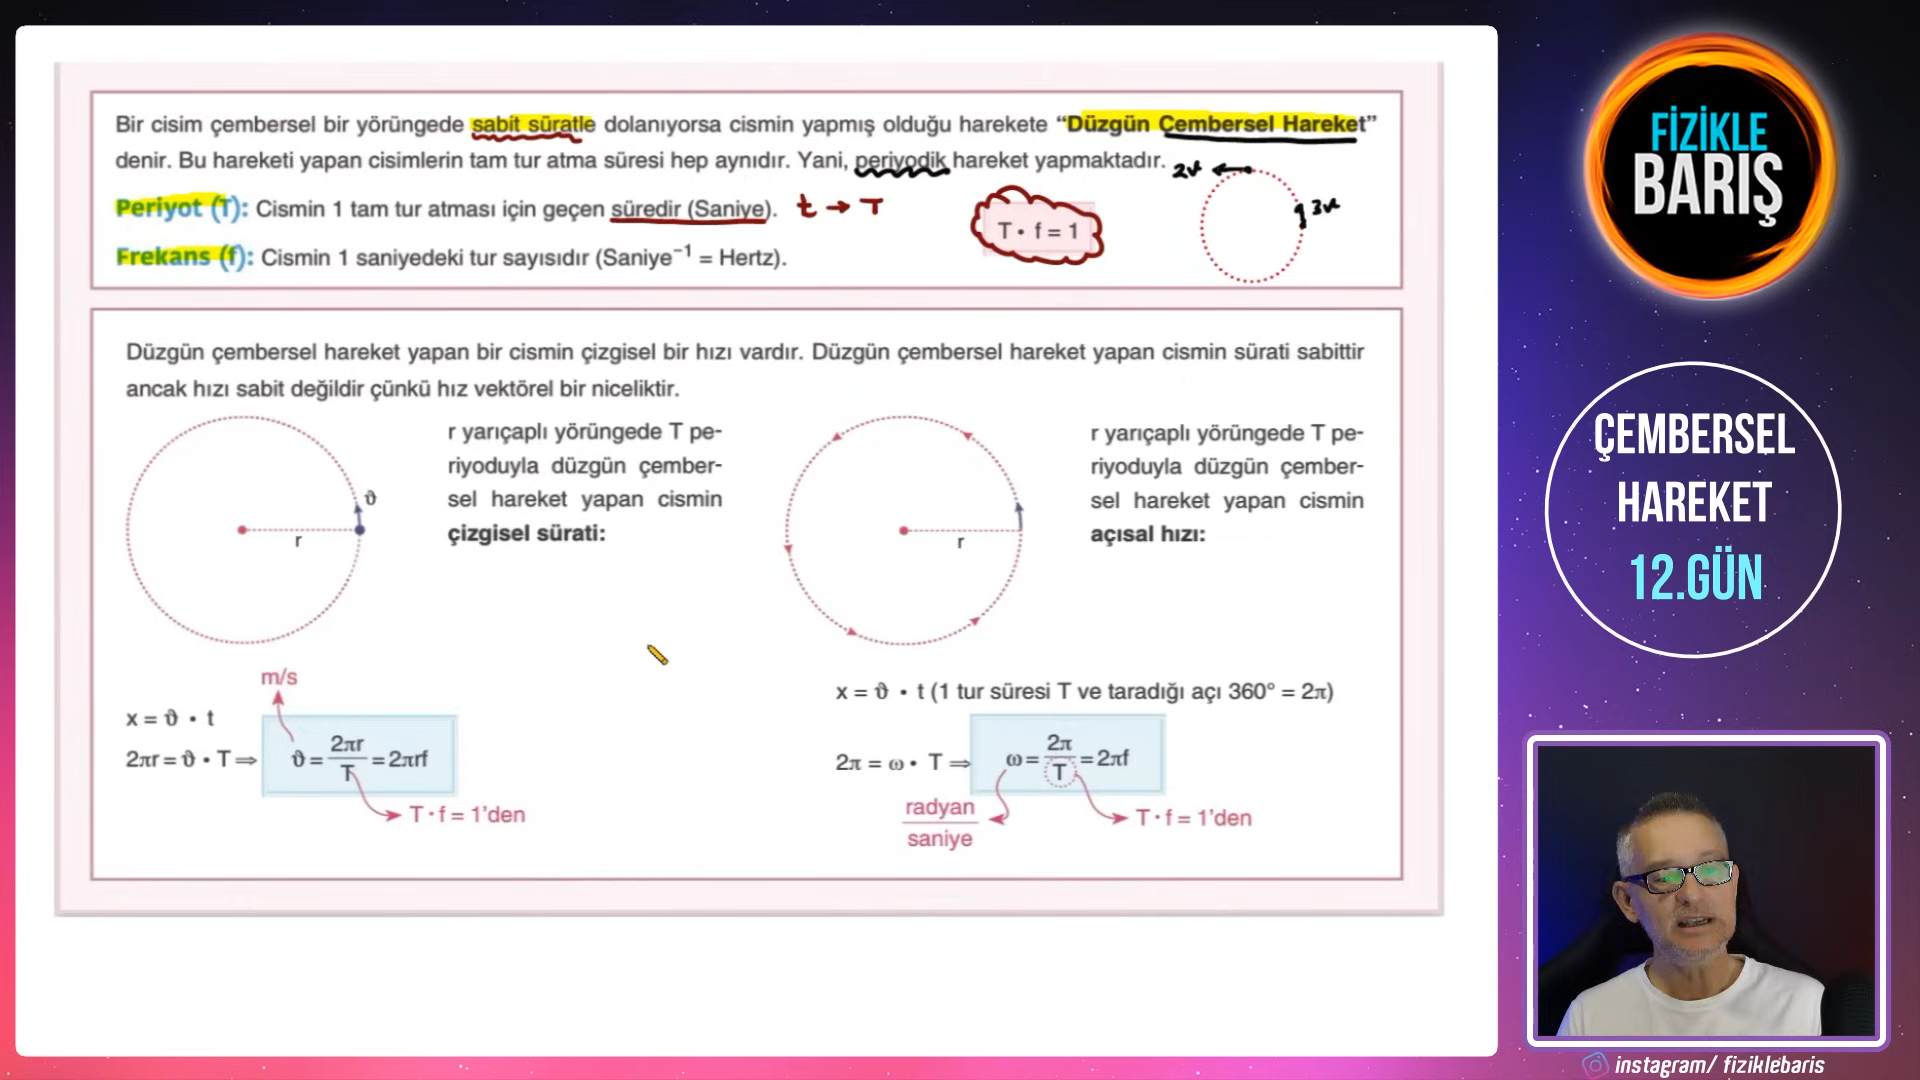 Bir cisim çembersel bir yörüngede sabit süratle dolanıyorsa cismin yapmış olduğu harekete “Düzgün Çembersel Hareket”
denir. Bu hareketi yapan cisimlerin tam tur atma süresi hep aynıdır. Yani, periyodik hareket yapmaktadır.
2ϑ
3ϑ
Periyot (T): Cismin 1 tam tur atması için geçen süredir (Saniye). t → T
T • f = 1
Frekans (f): Cismin 1 saniyedeki tur sayısıdır (Saniye⁻¹ = Hertz).
Düzgün çembersel hareket yapan bir cismin çizgisel bir hızı vardır. Düzgün çembersel hareket yapan cismin sürati sabittir
ancak hızı sabit değildir çünkü hız vektörel bir niceliktir.
ϑ
r
r yarıçaplı yörüngede T pe-
riyoduyla düzgün çember-
sel hareket yapan cismin
çizgisel sürati:
r
r yarıçaplı yörüngede T pe-
riyoduyla düzgün çember-
sel hareket yapan cismin
açısal hızı:
m/s
x = ϑ • t
2πr = ϑ • T ⇒ ϑ = 2πr/T = 2πrf
T • f = 1’den
x = ϑ • t (1 tur süresi T ve taradığı açı 360° = 2π)
2π = ω • T ⇒ ω = 2π/T = 2πf
radyan
saniye
T • f = 1’den
FİZİKLE
BARIŞ
ÇEMBERSEL
HAREKET
12.GÜN
instagram/ fiziklebaris